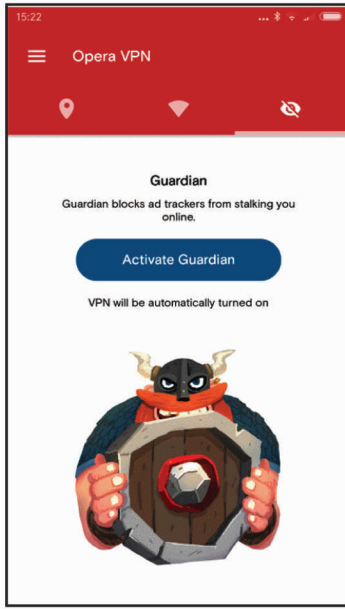 15:22
Opera VPN
Guardian
Guardian blocks ad trackers from stalking you
online.
Activate Guardian
VPN will be automatically turned on